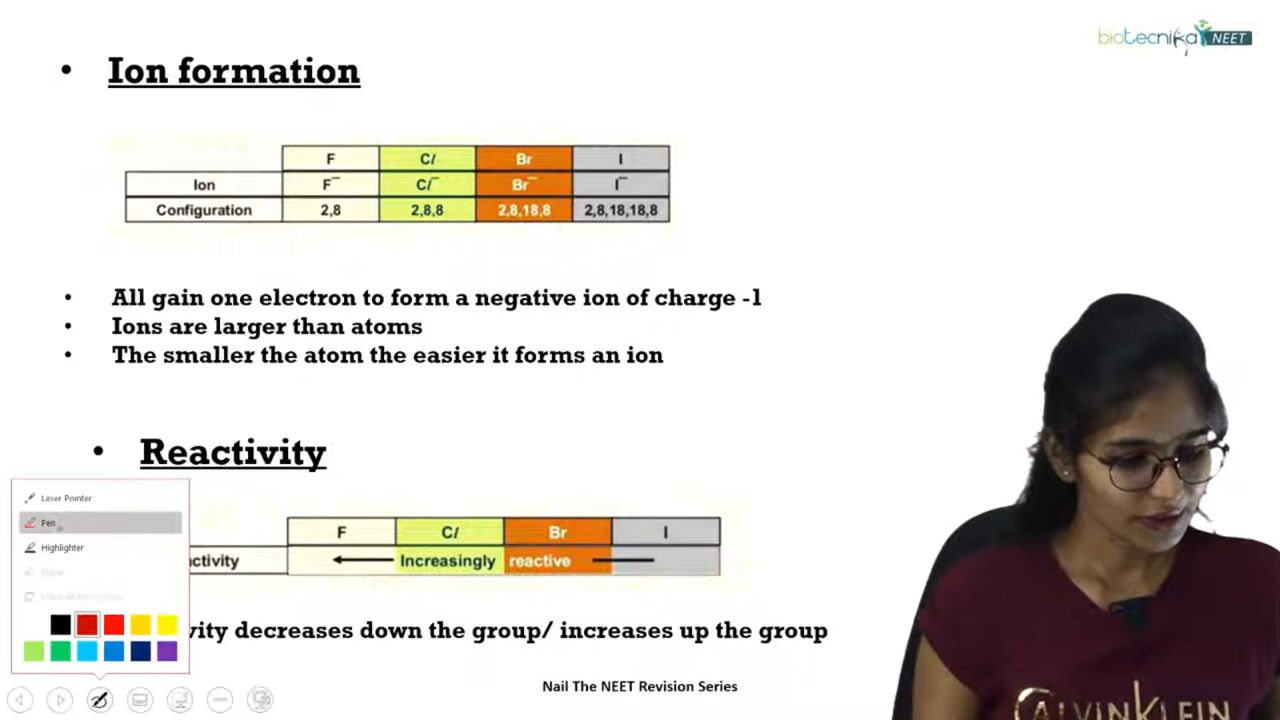 biotecnika NEET
• Ion formation
F Cl Br I
Ion F⁻ Cl⁻ Br⁻ I⁻
Configuration 2,8 2,8,8 2,8,18,8 2,8,18,18,8
• All gain one electron to form a negative ion of charge -1
• Ions are larger than atoms
• The smaller the atom the easier it forms an ion
• Reactivity
Laser Pointer
Pen
Highlighter
F Cl Br I
ctivity Increasingly reactive
vity decreases down the group/ increases up the group
Nail The NEET Revision Series
CALVIN KLEIN